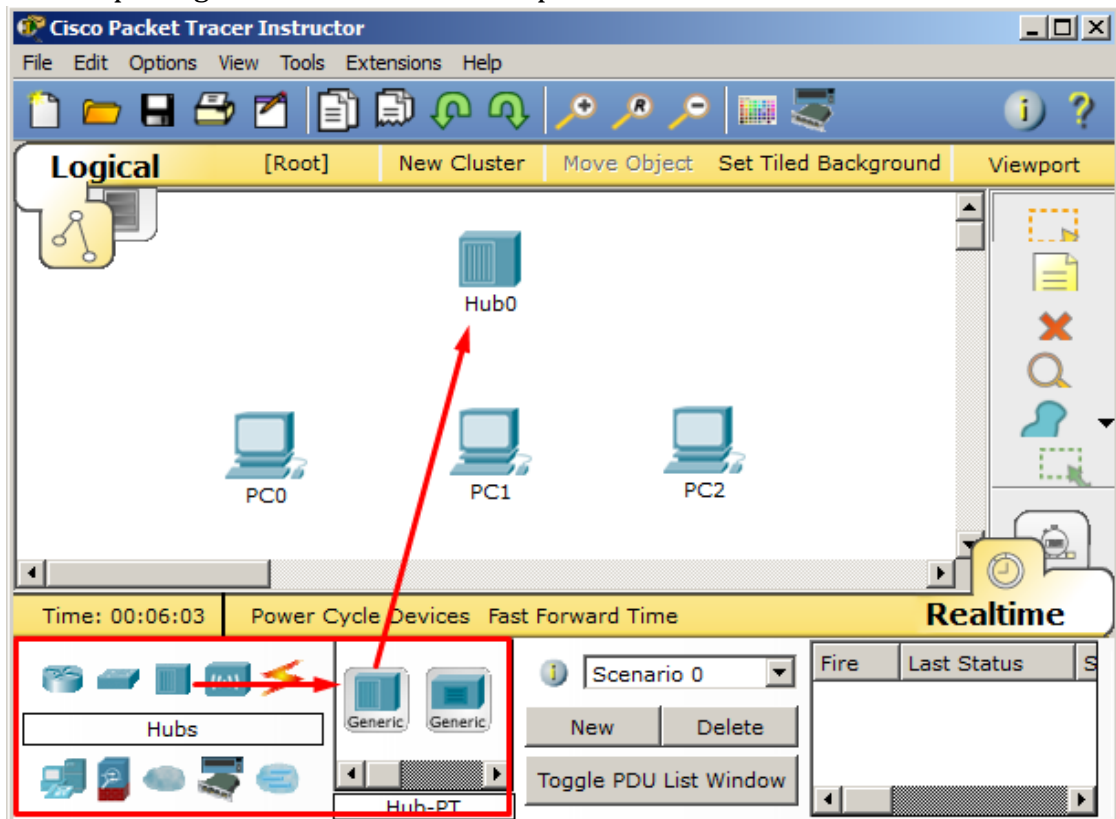 Cisco Packet Tracer Instructor
File Edit Options View Tools Extensions Help
Logical [Root] New Cluster Move Object Set Tiled Background Viewport
Hub0
PC0 PC1 PC2
Time: 00:06:03 Power Cycle Devices Fast Forward Time Realtime
Scenario 0 Fire Last Status S
Generic Generic
Hubs New Delete
Toggle PDU List Window
Hub-PT